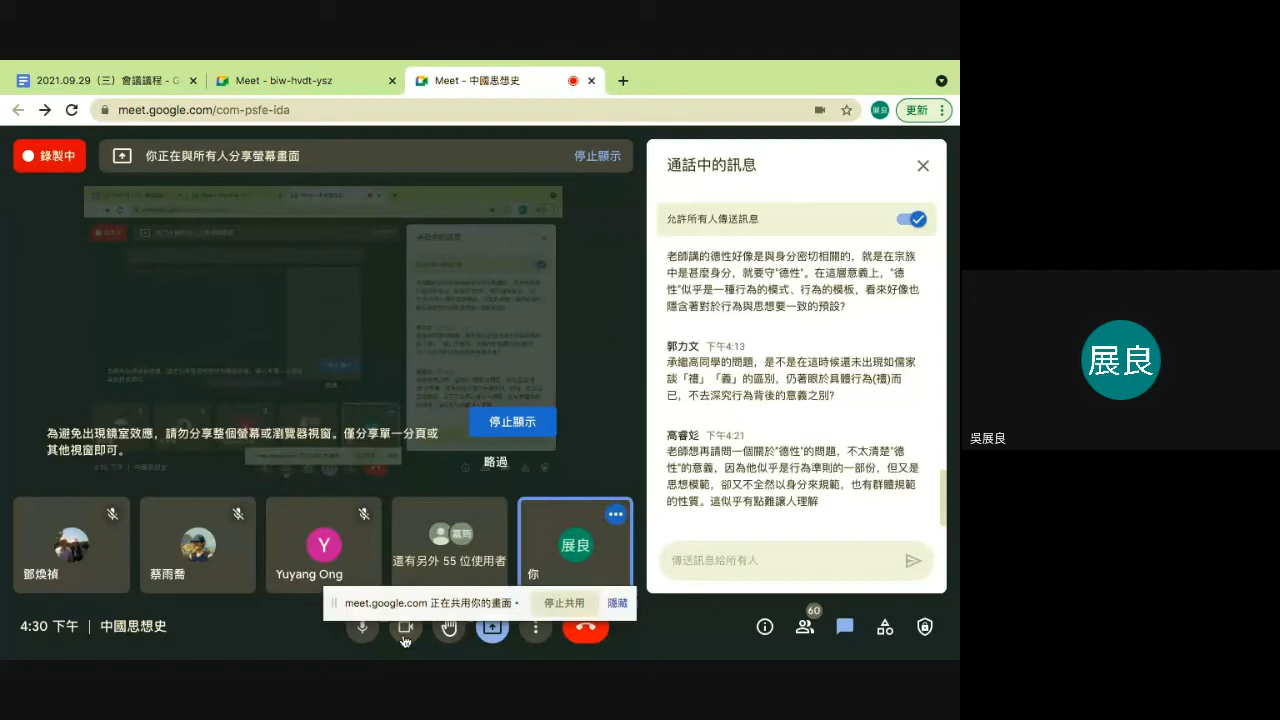 2021.09.29（三）會議議程 - G
Meet - biw-hvdt-ysz
Meet - 中國思想史
meet.google.com/com-psfe-ida
展良
更新
錄製中
你正在與所有人分享螢幕畫面
停止顯示
通話中的訊息
允許所有人傳送訊息
老師講的德性好像是與身分密切相關的，就是在宗族
中是甚麼身分，就要守"德性"。在這層意義上，"德
性"似乎是一種行為的模式、行為的模板，看來好像也
隱含著對於行為與思想要一致的預設?
郭力文 下午4:13
承繼高同學的問題，是不是在這時候還未出現如儒家
談「禮」「義」的區別，仍著眼於具體行為(禮)而
已，不去深究行為背後的意義之別?
高睿彣 下午4:21
老師想再請問一個關於"德性"的問題，不太清楚"德
性"的意義，因為他似乎是行為準則的一部份，但又是
思想模範，卻又不全然以身分來規範，也有群體規範
的性質。這似乎有點難讓人理解
傳送訊息給所有人
停止顯示
為避免出現鏡室效應，請勿分享整個螢幕或瀏覽器視窗。僅分享單一分頁或
其他視窗即可。
略過
鄧煥禎
蔡雨喬
Y
Yuyang Ong
還有另外 55 位使用者
展良
你
meet.google.com 正在共用你的畫面。
停止共用
隱藏
4:30 下午 | 中國思想史
60
展良
吳展良